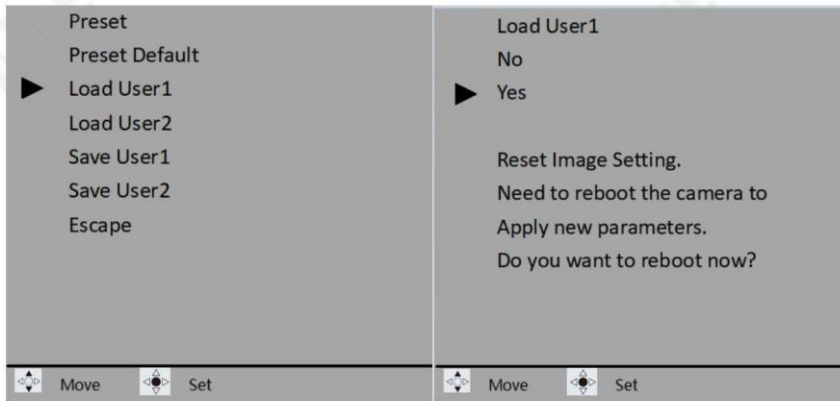 Preset
Preset Default
Load User1
Load User2
Save User1
Save User2
Escape
Move Set
Load User1
No
Yes
Reset Image Setting.
Need to reboot the camera to
Apply new parameters.
Do you want to reboot now?
Move Set